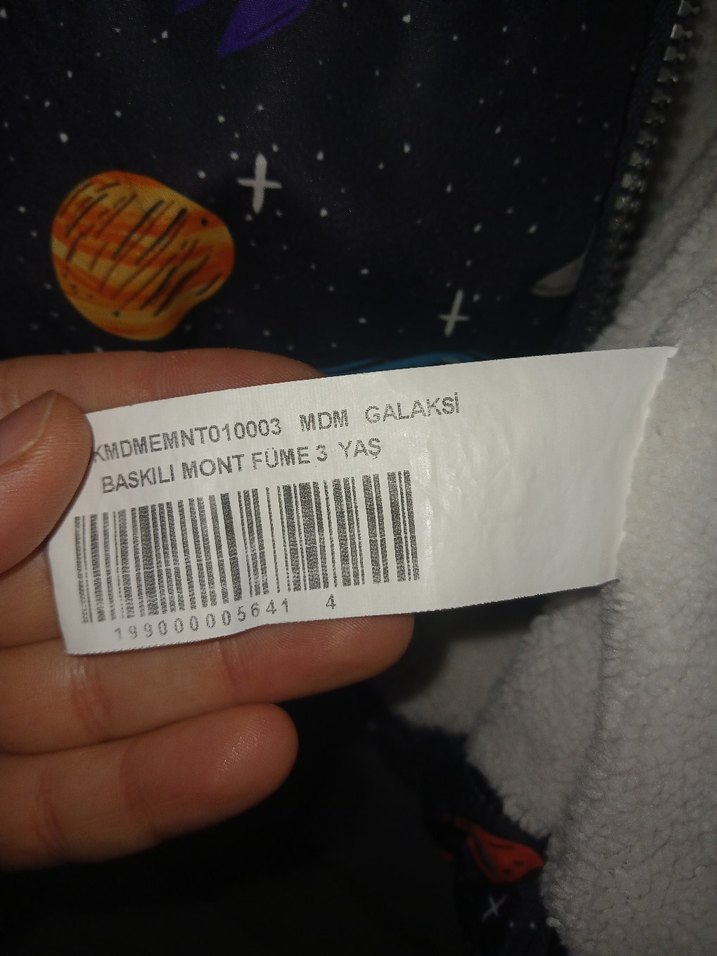 KMDMEMNT010003 MDM GALAKSİ
BASKILI MONT FÜME 3 YAŞ
199000005641 4